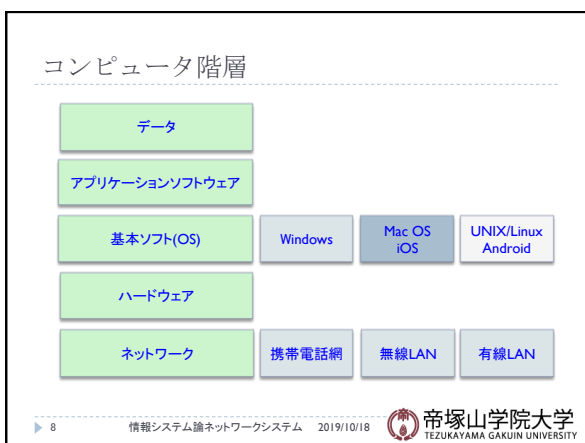 コンピュータ階層
データ
アプリケーションソフトウェア
基本ソフト(OS)
Windows
Mac OS
iOS
UNIX/Linux
Android
ハードウェア
ネットワーク
携帯電話網
無線LAN
有線LAN
8
情報システム論ネットワークシステム
2019/10/18
帝塚山学院大学
TEZUKAYAMA GAKUIN UNIVERSITY